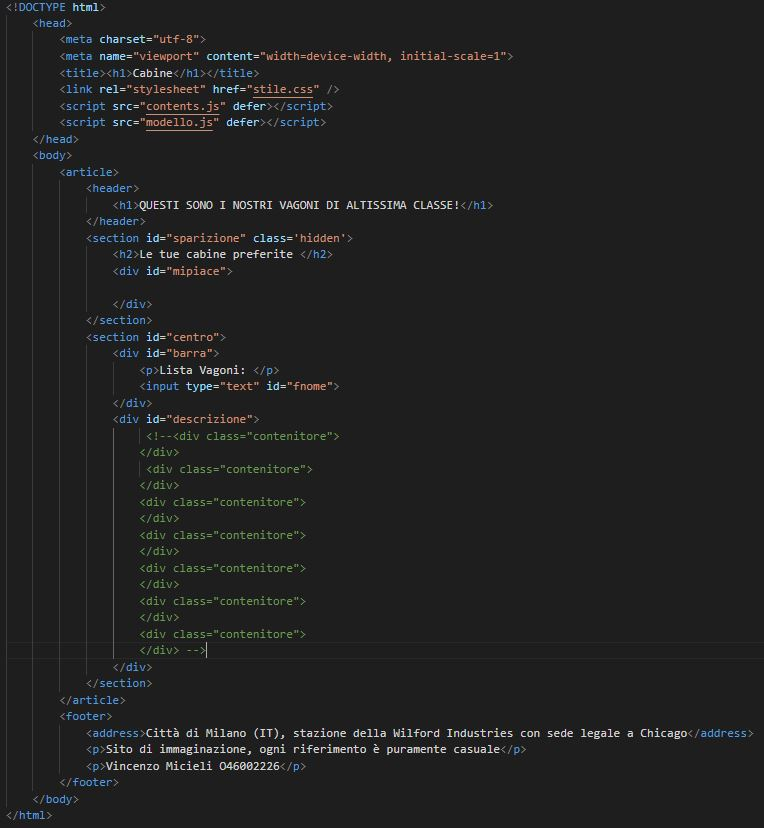 <!DOCTYPE html>
<head>
<meta charset="utf-8">
<meta name="viewport" content="width=device-width, initial-scale=1">
<title><h1>Cabine</h1></title>
<link rel="stylesheet" href="stile.css" />
<script src="contents.js" defer></script>
<script src="modello.js" defer></script>
</head>
<body>
<article>
<header>
<h1>QUESTI SONO I NOSTRI VAGONI DI ALTISSIMA CLASSE!</h1>
</header>
<section id="sparizione" class='hidden'>
<h2>Le tue cabine preferite </h2>
<div id="mipiace">
</div>
</section>
<section id="centro">
<div id="barra">
<p>Lista Vagoni: </p>
<input type="text" id="fnome">
</div>
<div id="descrizione">
<!--<div class="contenitore">
</div>
<div class="contenitore">
</div>
<div class="contenitore">
</div>
<div class="contenitore">
</div>
<div class="contenitore">
</div>
<div class="contenitore">
</div>
<div class="contenitore">
</div> -->
</div>
</section>
</article>
<footer>
<address>Città di Milano (IT), stazione della Wilford Industries con sede legale a Chicago</address>
<p>Sito di immaginazione, ogni riferimento è puramente casuale</p>
<p>Vincenzo Micieli O46002226</p>
</footer>
</body>
</html>